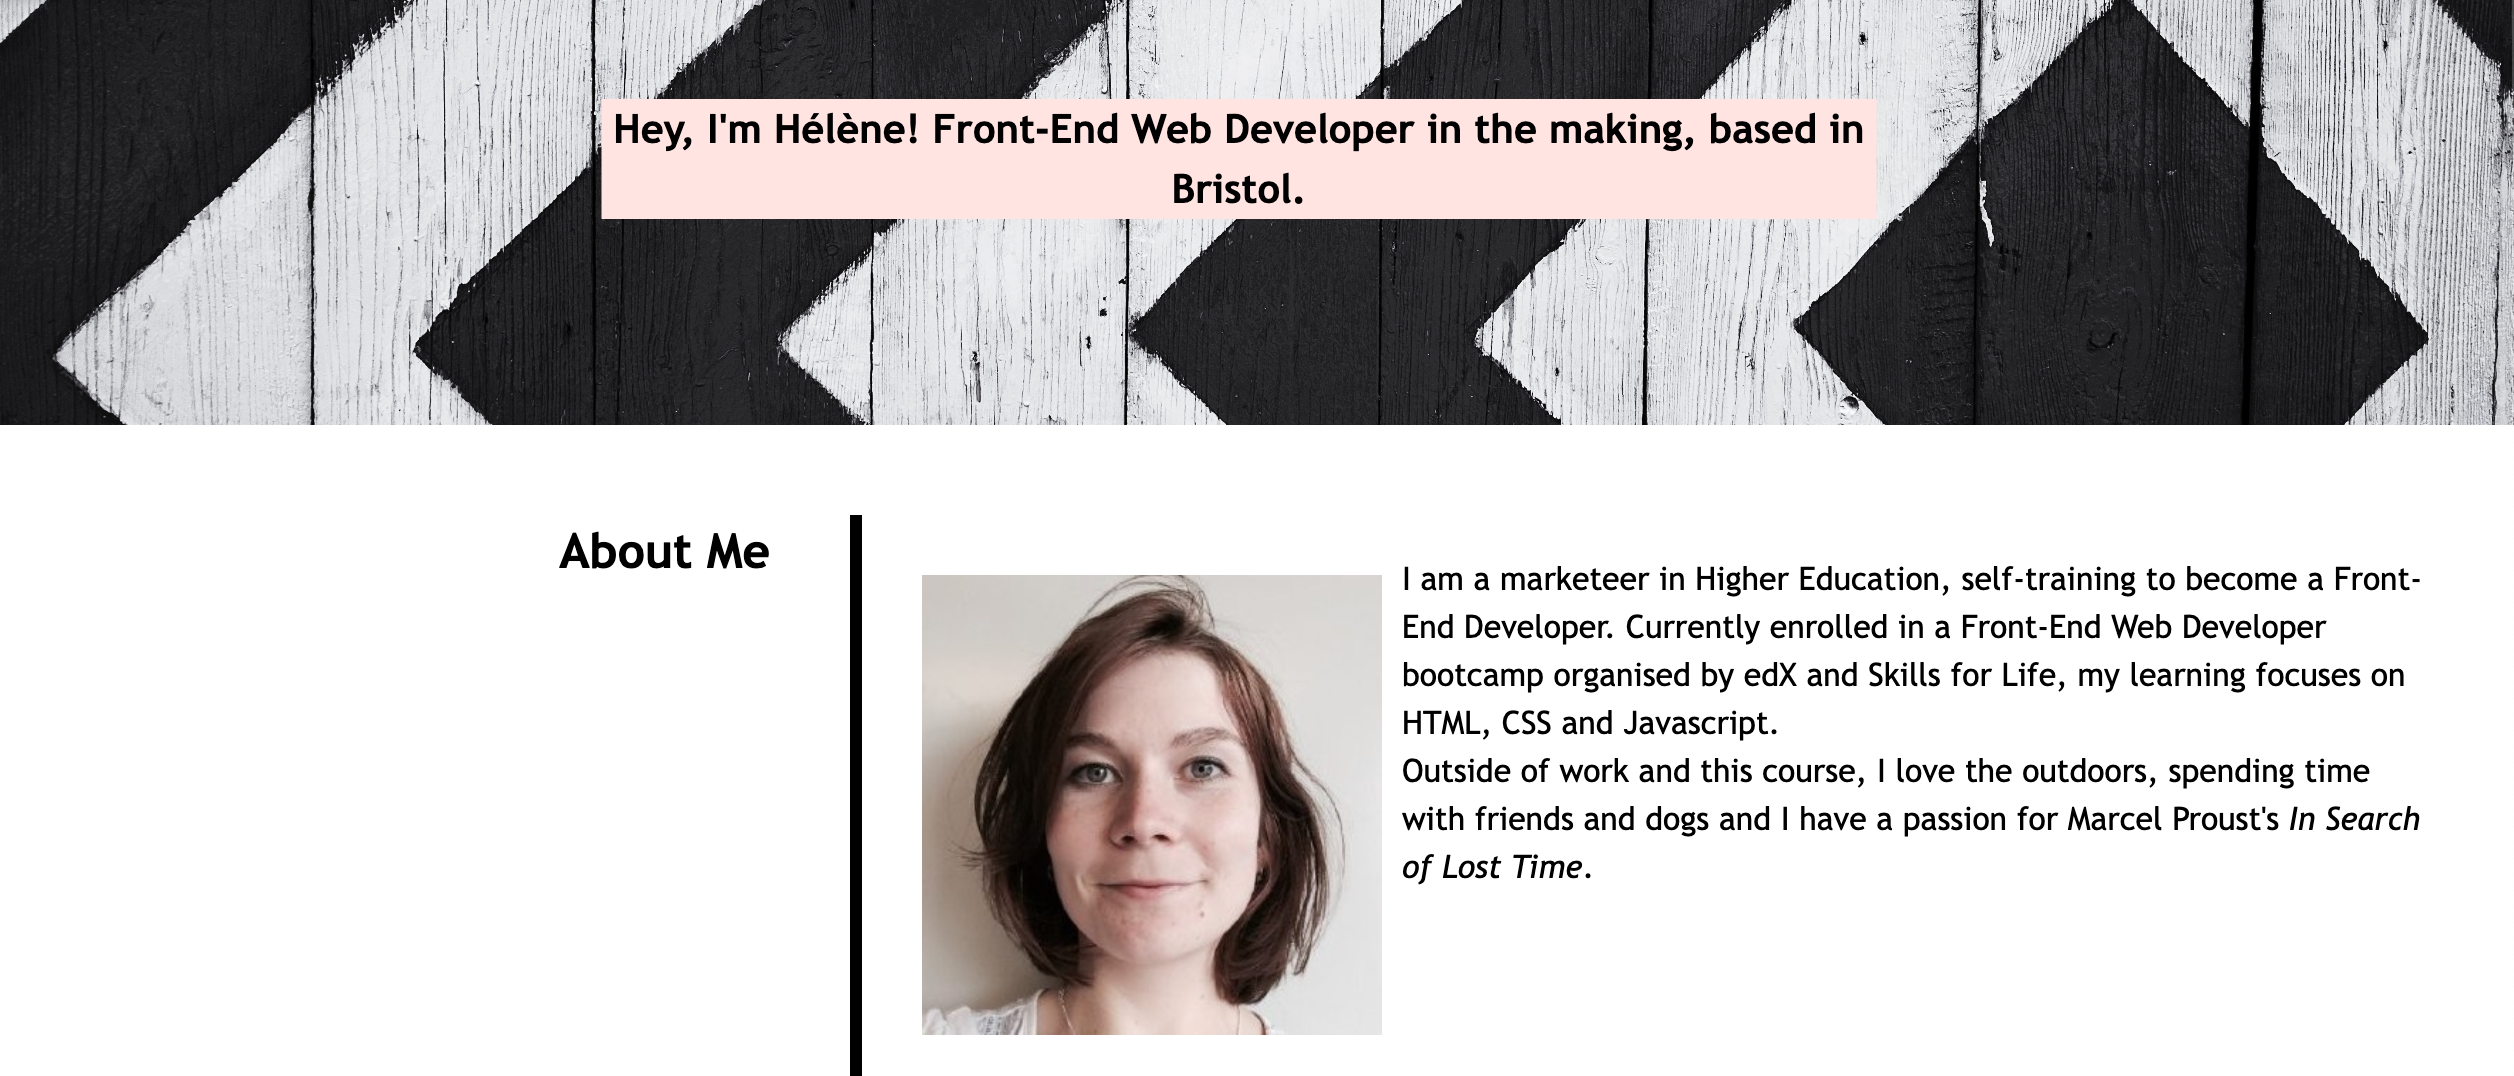 Hey, I'm Hélène! Front-End Web Developer in the making, based in
Bristol.
About Me
I am a marketeer in Higher Education, self-training to become a Front-
End Developer. Currently enrolled in a Front-End Web Developer
bootcamp organised by edX and Skills for Life, my learning focuses on
HTML, CSS and Javascript.
Outside of work and this course, I love the outdoors, spending time
with friends and dogs and I have a passion for Marcel Proust's In Search
of Lost Time.